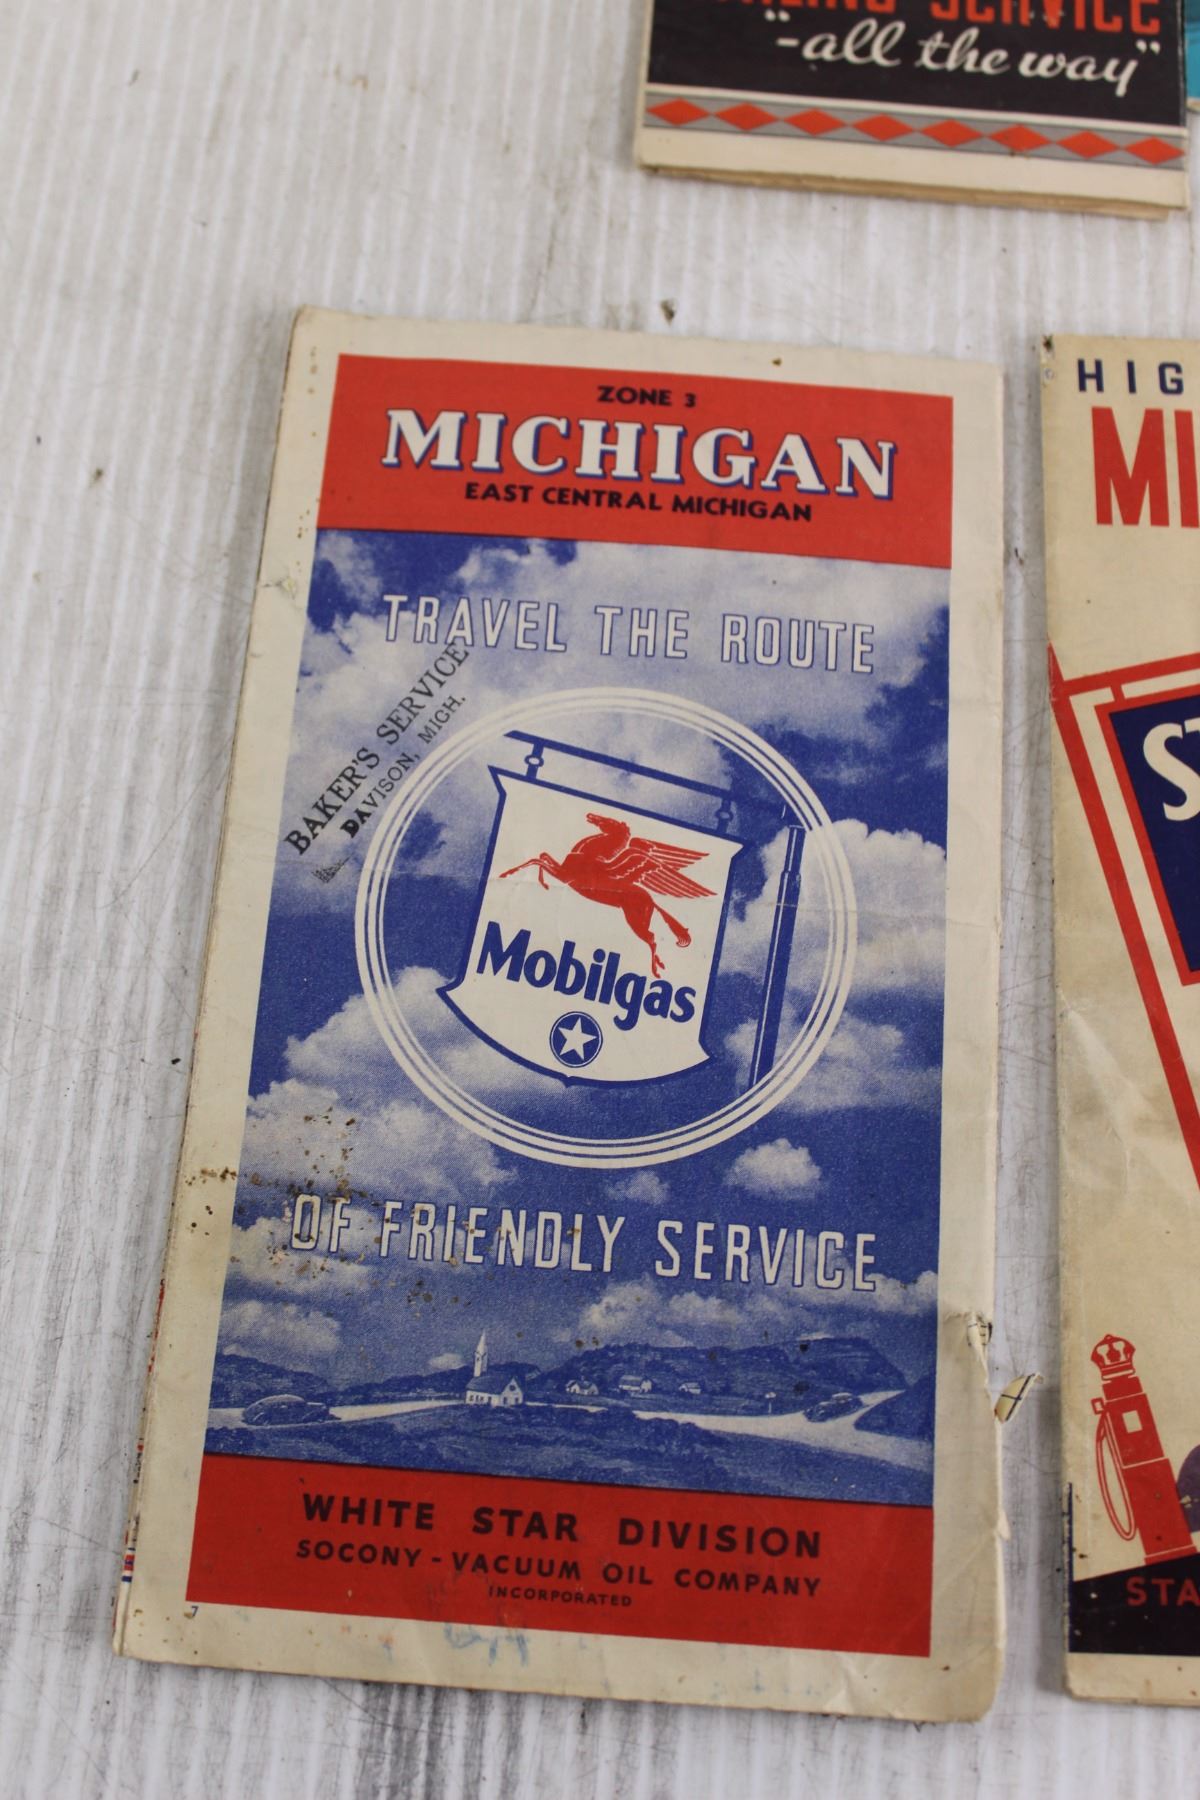 SERVICE
"-all the way"
ZONE 3
MICHIGAN
EAST CENTRAL MICHIGAN
TRAVEL THE ROUTE
BAKER'S SERVICE
DAVISON, MICH.
Mobilgas
OF FRIENDLY SERVICE
WHITE STAR DIVISION
SOCONY-VACUUM OIL COMPANY
INCORPORATED
7
HIG
MI
ST
STA